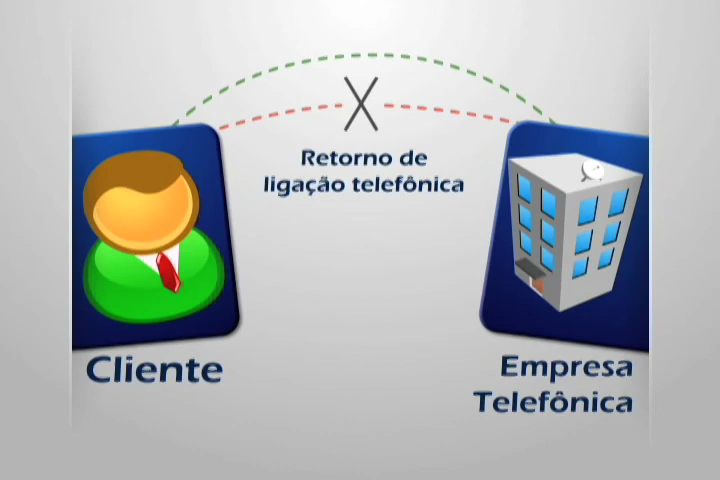 Retorno de
ligação telefônica
Cliente
Empresa
Telefônica